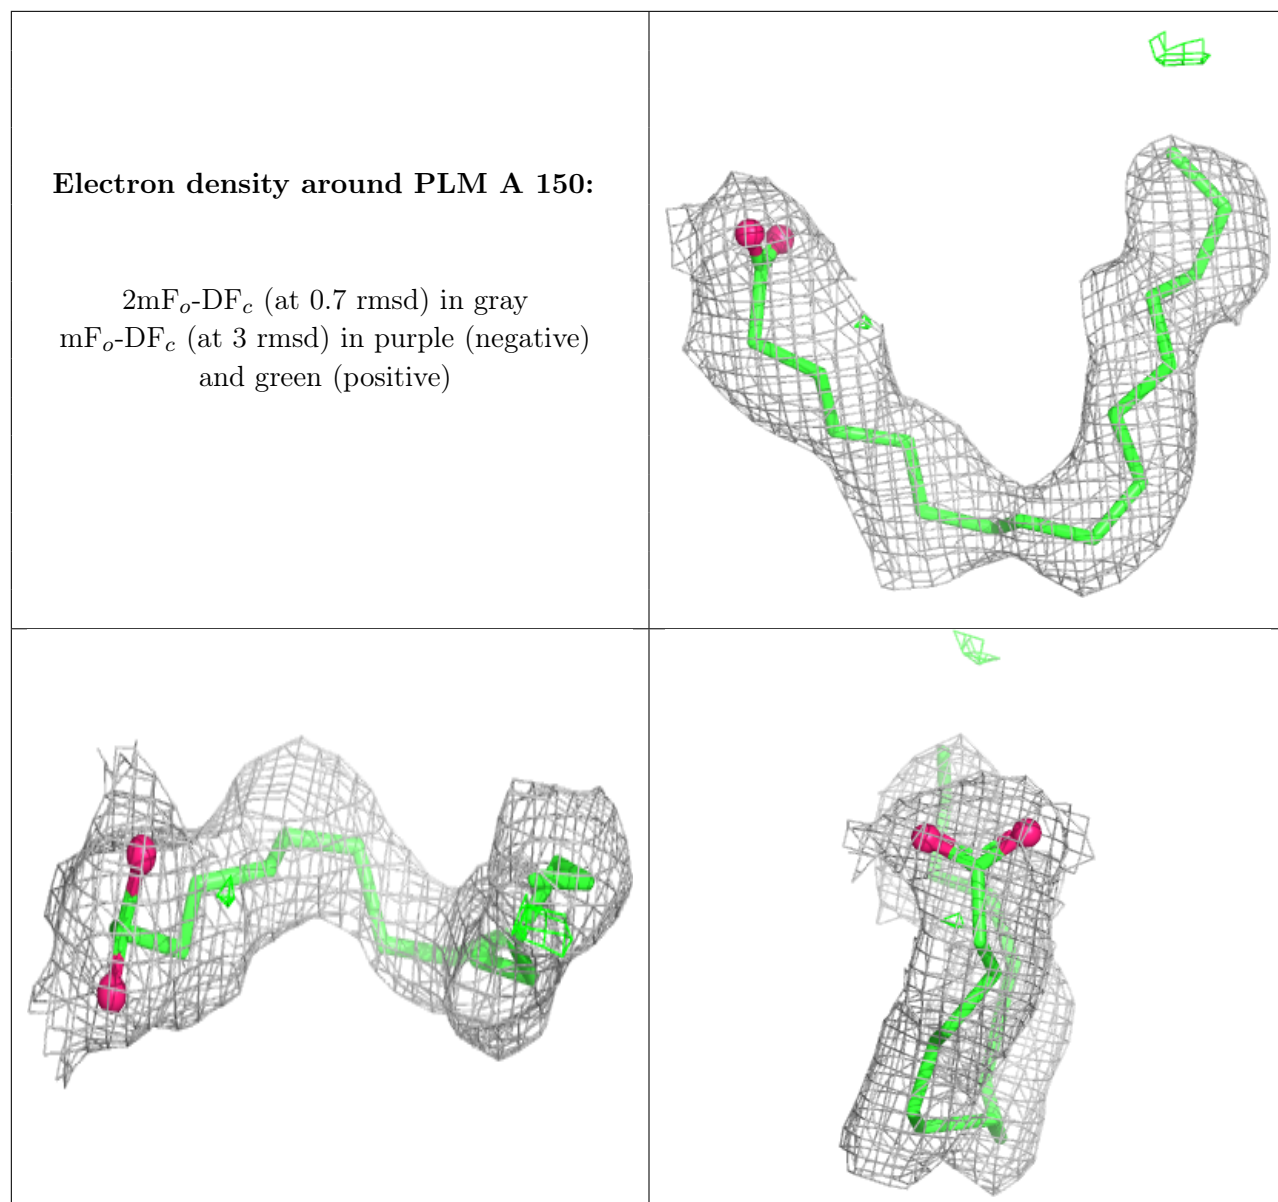 Electron density around PLM A 150:
2mFo-DFc (at 0.7 rmsd) in gray
mFo-DFc (at 3 rmsd) in purple (negative)
and green (positive)